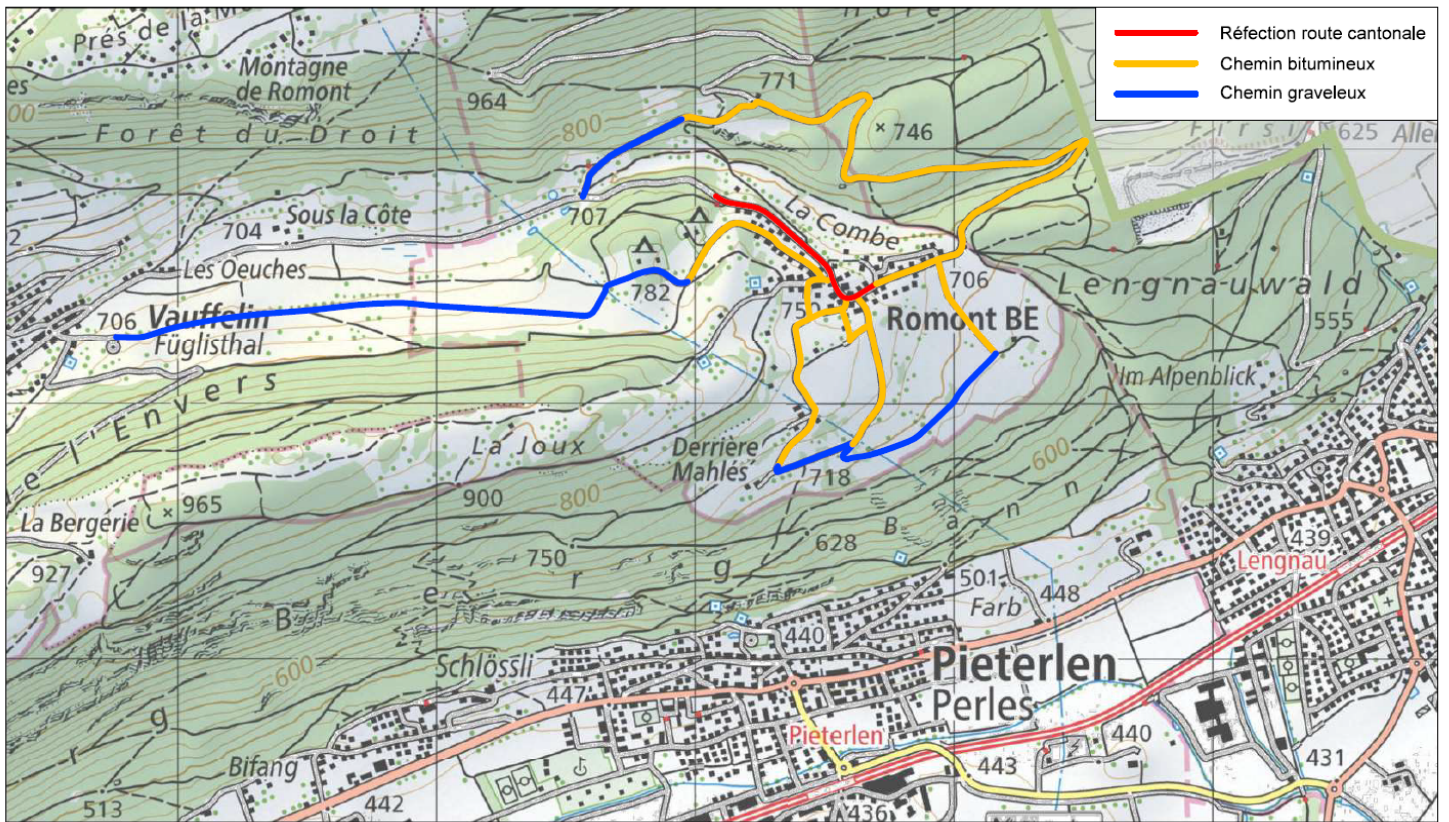 Réfection route cantonale
Chemin bitumineux
Chemin graveleux
Prés de la
Montagne
de Romont
964
771
800
Forêt du Droit
746
625
707
Sous la Côte
704
La Combe
Les Oeuches
782
706
Lengnauwald
706
Vauffelin
Füglisthal
Romont BE
555
l'Envers
Im Alpenblick
La Joux
Derrière
Mahlés
718
600
965
900
800
La Bergerie
750
628
927
439
Lengnau
501
448
Farb
Berg
Bann
440
600
Schlössli
447
Pieterlen
Perles
Pieterlen
440
Bifang
443
431
513
442
436